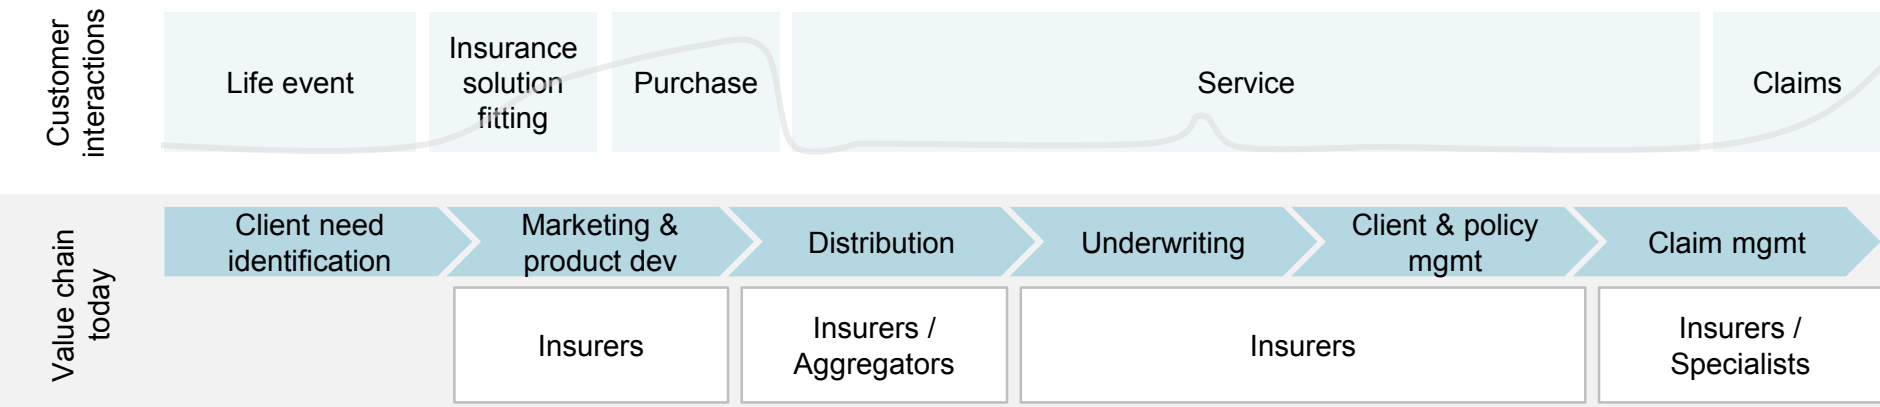 Customer
interactions
Life event
Insurance
solution
fitting
Purchase
Service
Claims
Value chain
today
Client need
identification
Marketing &
product dev
Distribution
Underwriting
Client & policy
mgmt
Claim mgmt
Insurers
Insurers /
Aggregators
Insurers
Insurers /
Specialists